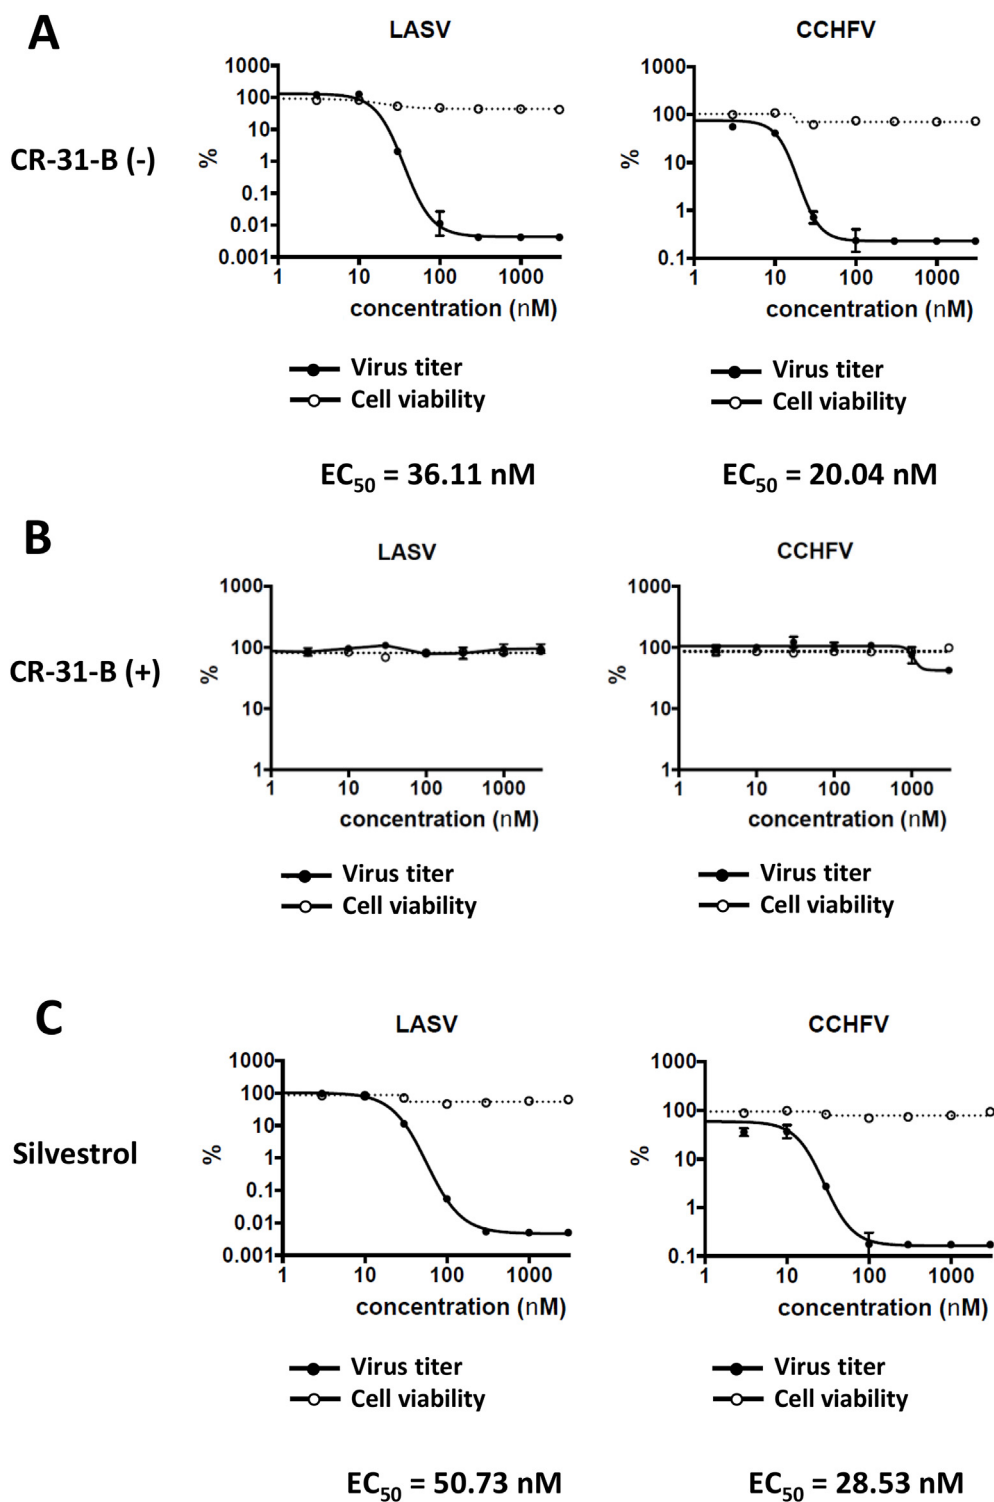 A
LASV
CCHFV
CR-31-B (-)
%
1000
100
10
1
0.1
0.01
0.001
1 10 100 1000
concentration (nM)
%
1000
100
10
1
0.1
1 10 100 1000
concentration (nM)
Virus titer
Cell viability
Virus titer
Cell viability
EC50 = 36.11 nM
EC50 = 20.04 nM
B
LASV
CCHFV
CR-31-B (+)
%
1000
100
10
1
1 10 100 1000
concentration (nM)
%
1000
100
10
1
1 10 100 1000
concentration (nM)
Virus titer
Cell viability
Virus titer
Cell viability
C
LASV
CCHFV
Silvestrol
%
1000
100
10
1
0.1
0.01
0.001
1 10 100 1000
concentration (nM)
%
1000
100
10
1
0.1
1 10 100 1000
concentration (nM)
Virus titer
Cell viability
Virus titer
Cell viability
EC50 = 50.73 nM
EC50 = 28.53 nM